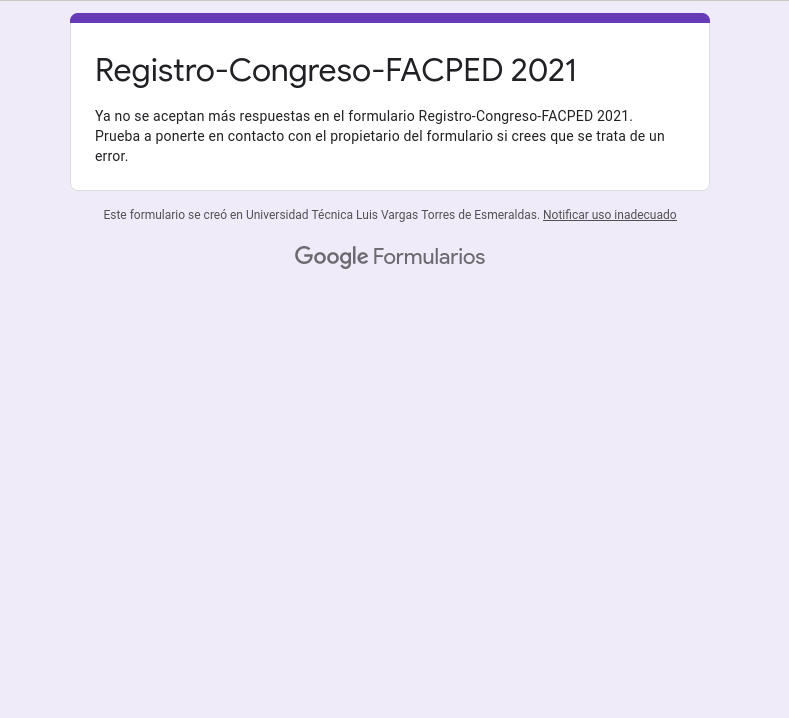 Registro-Congreso-FACPED 2021
Ya no se aceptan más respuestas en el formulario Registro-Congreso-FACPED 2021.
Prueba a ponerte en contacto con el propietario del formulario si crees que se trata de un
error.
Este formulario se creó en Universidad Técnica Luis Vargas Torres de Esmeraldas. Notificar uso inadecuado
Google Formularios